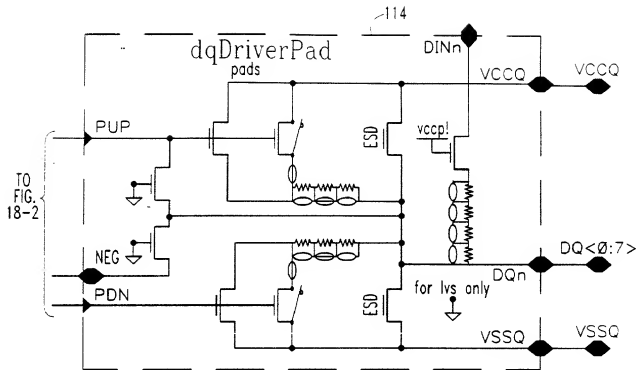 114
dqDriverPad
pads
DINn
VCCQ
VCCQ
PUP
ESD
vccp!
TO
FIG.
18-2
NEG
DQ<0:7>
DQn
PDN
ESD
for lvs only
VSSQ
VSSQ